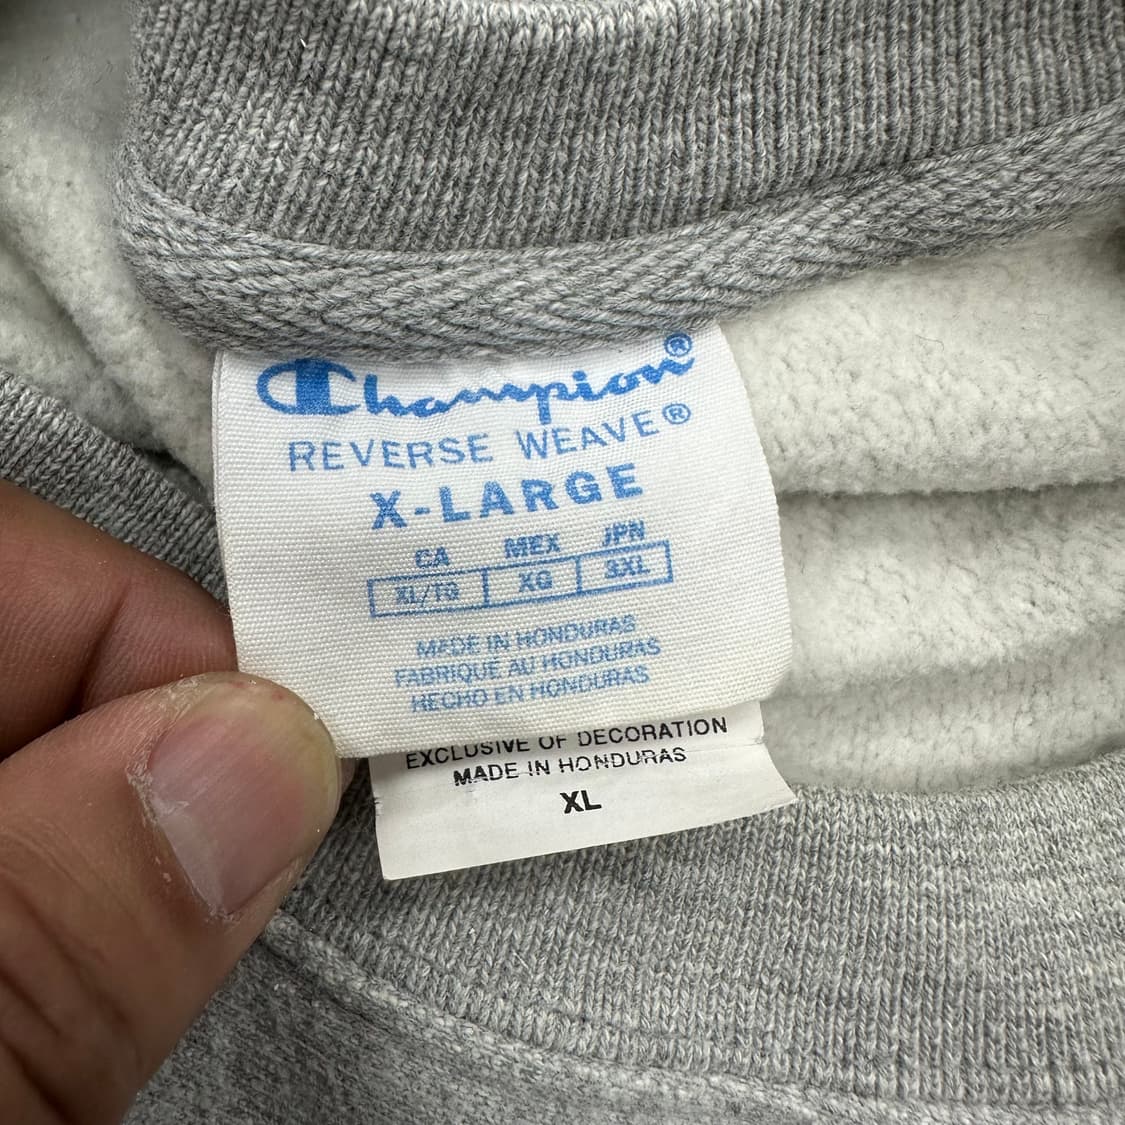 Champion®
REVERSE WEAVE®
X-LARGE
CA MEX JPN
XL/TG XG 3XL
MADE IN HONDURAS
FABRIQUÉ AU HONDURAS
HECHO EN HONDURAS
EXCLUSIVE OF DECORATION
MADE IN HONDURAS
XL